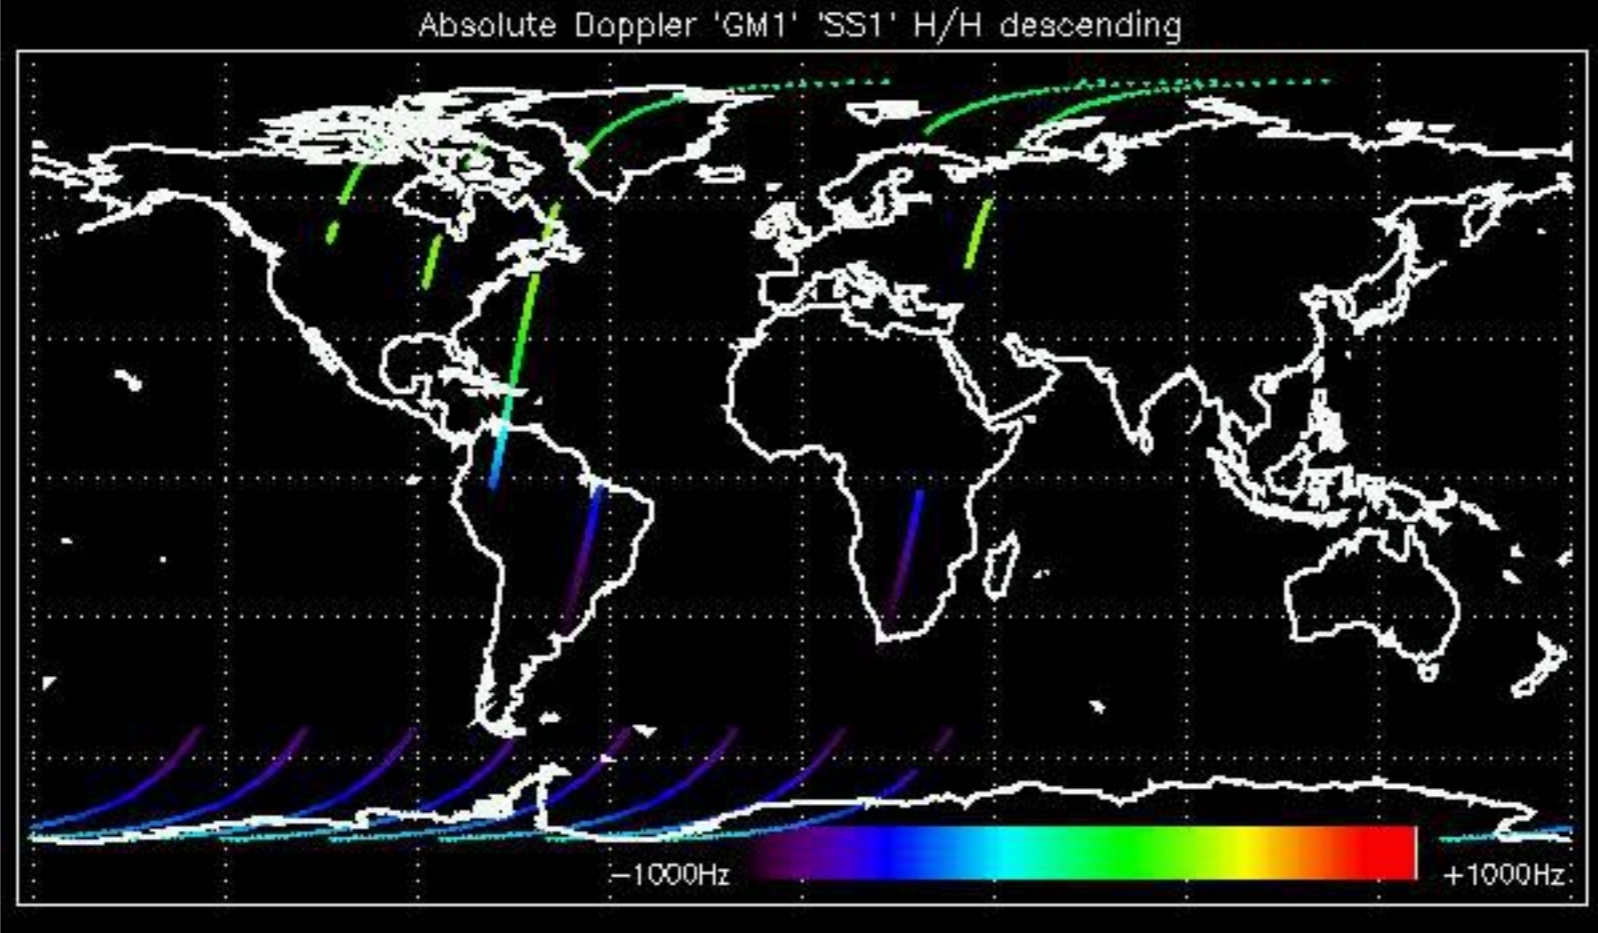 Absolute Doppler 'GM1' 'SS1' H/H descending
−1000Hz +1000Hz